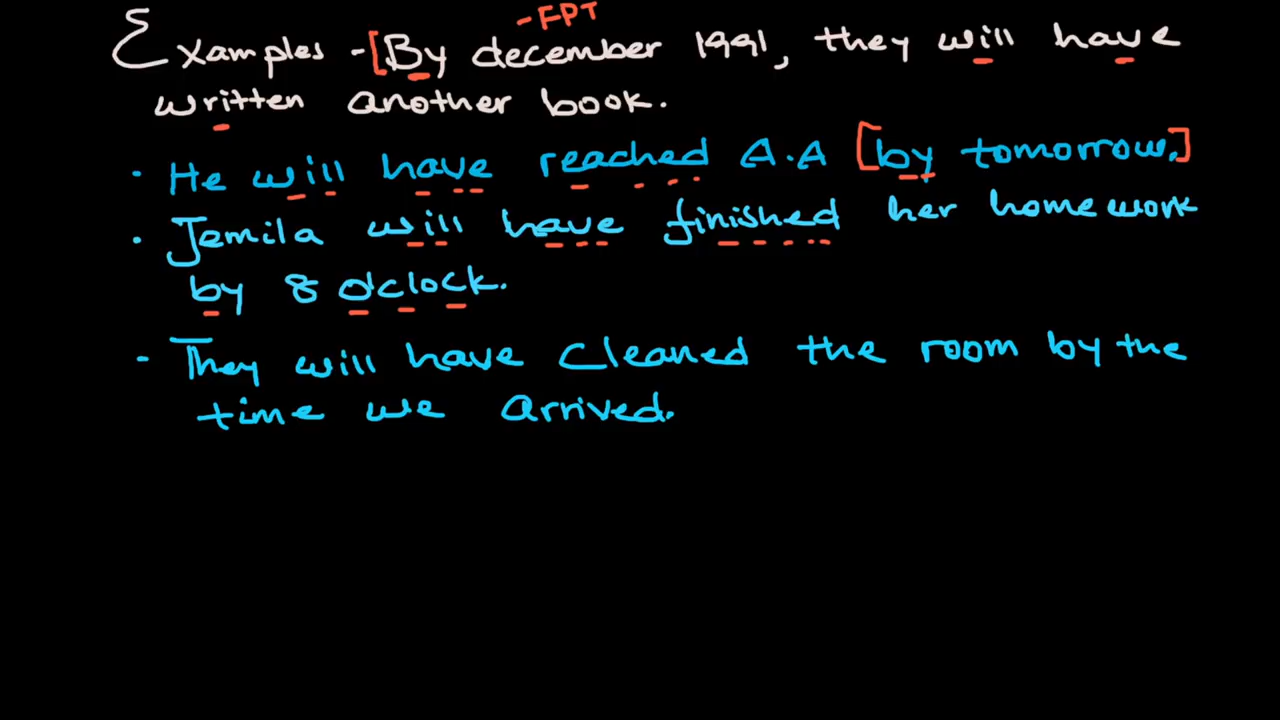 -FPT
Examples -[By december 1991, they will have
written another book.
· He will have reached A.A [by tomorrow.]
· Jemila will have finished her homework
by 8 o'clock.
- They will have cleaned the room by the
time we arrived.